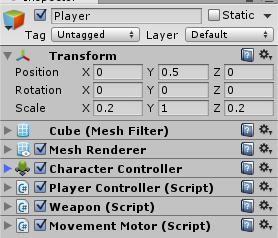 Player Static
Tag Untagged Layer Default
Transform
Position X 0 Y 0.5 Z 0
Rotation X 0 Y 0 Z 0
Scale X 0.2 Y 1 Z 0.2
Cube (Mesh Filter)
Mesh Renderer
Character Controller
Player Controller (Script)
Weapon (Script)
Movement Motor (Script)